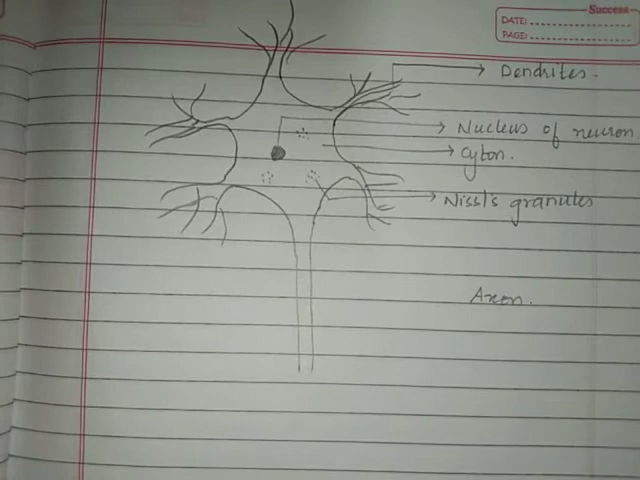 Success
DATE:
PAGE:
Dendrites.
Nucleus of neuron
Cyton.
Nissl's granules
Axon.